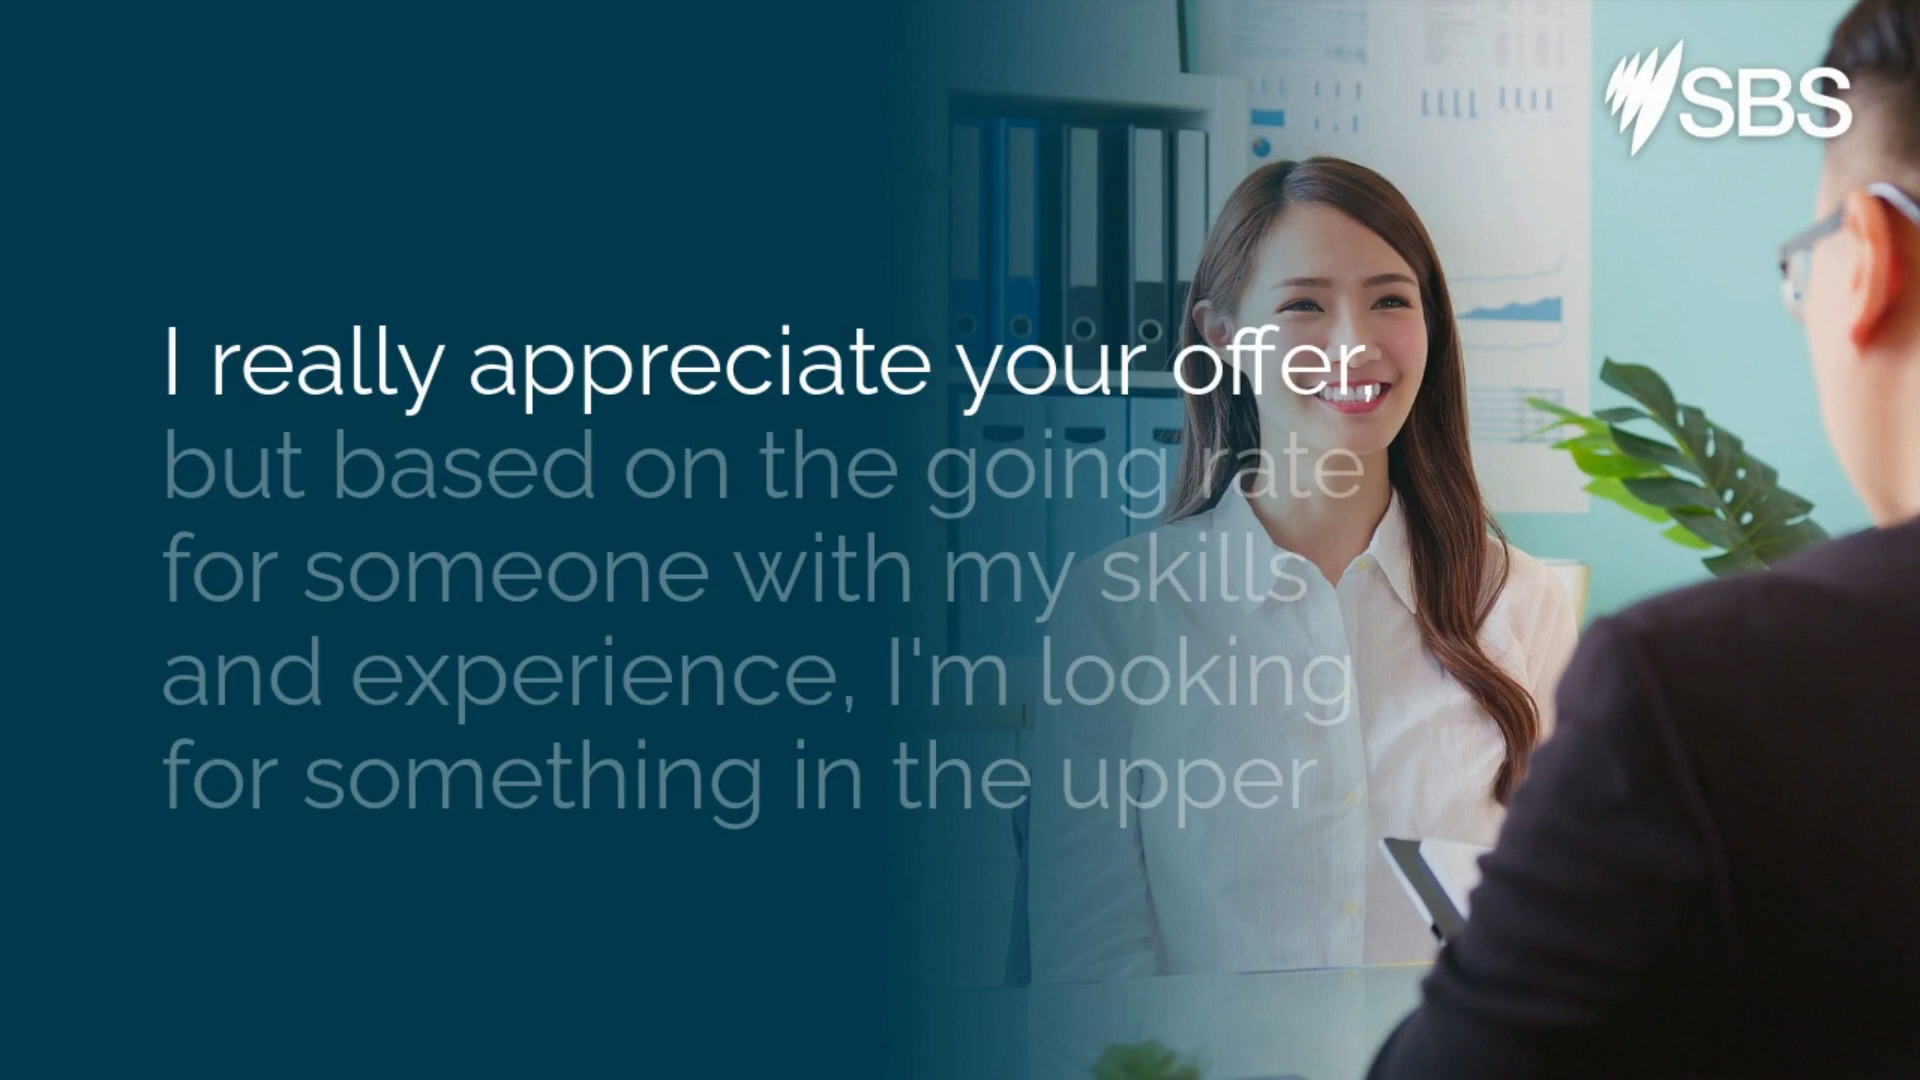 SBS
I really appreciate your offer,
but based on the going rate
for someone with my skills
and experience, I'm looking
for something in the upper